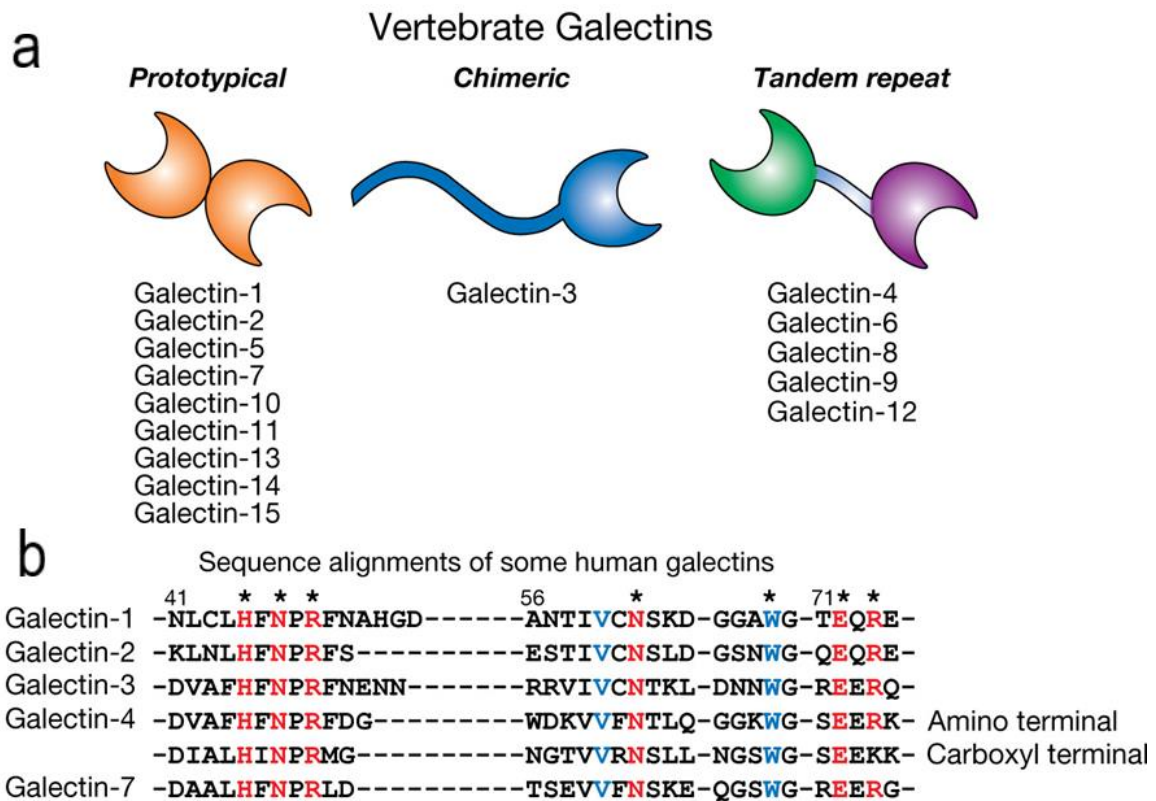 a
Vertebrate Galectins
Prototypical
Chimeric
Tandem repeat
Galectin-1
Galectin-2
Galectin-5
Galectin-7
Galectin-10
Galectin-11
Galectin-13
Galectin-14
Galectin-15
Galectin-3
Galectin-4
Galectin-6
Galectin-8
Galectin-9
Galectin-12
b
Sequence alignments of some human galectins
41 * * * 56 * * 71 * *
Galectin-1 -NLCLHFNPRFNAHGD-------ANTIVCNSKD-GGAWG-TEQRE-
Galectin-2 -KLNLHFNPRFS-----------ESTIVCNSLD-GSNWG-QEQRE-
Galectin-3 -DVAFHFNPRFNENN--------RRVIVCNTKL-DNNWG-REERQ-
Galectin-4 -DVAFHFNPRFDG----------WDKVVFNTLQ-GGKWG-SEERK- Amino terminal
-DIALHINPRMG-----------NGTVVRNSLL-NGSWG-SEEKK- Carboxyl terminal
Galectin-7 -DAALHFNPRLD-----------TSEVVFNSKE-QGSWG-REERG-